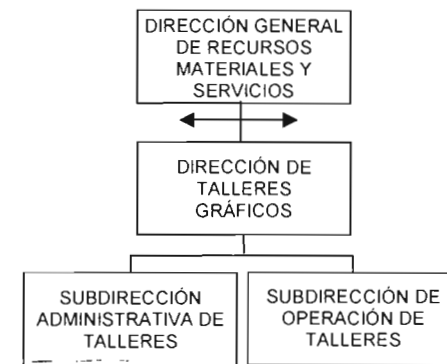 DIRECCIÓN GENERAL
DE RECURSOS
MATERIALES Y
SERVICIOS
DIRECCIÓN DE
TALLERES
GRÁFICOS
SUBDIRECCIÓN
ADMINISTRATIVA DE
TALLERES
SUBDIRECCIÓN DE
OPERACIÓN DE
TALLERES